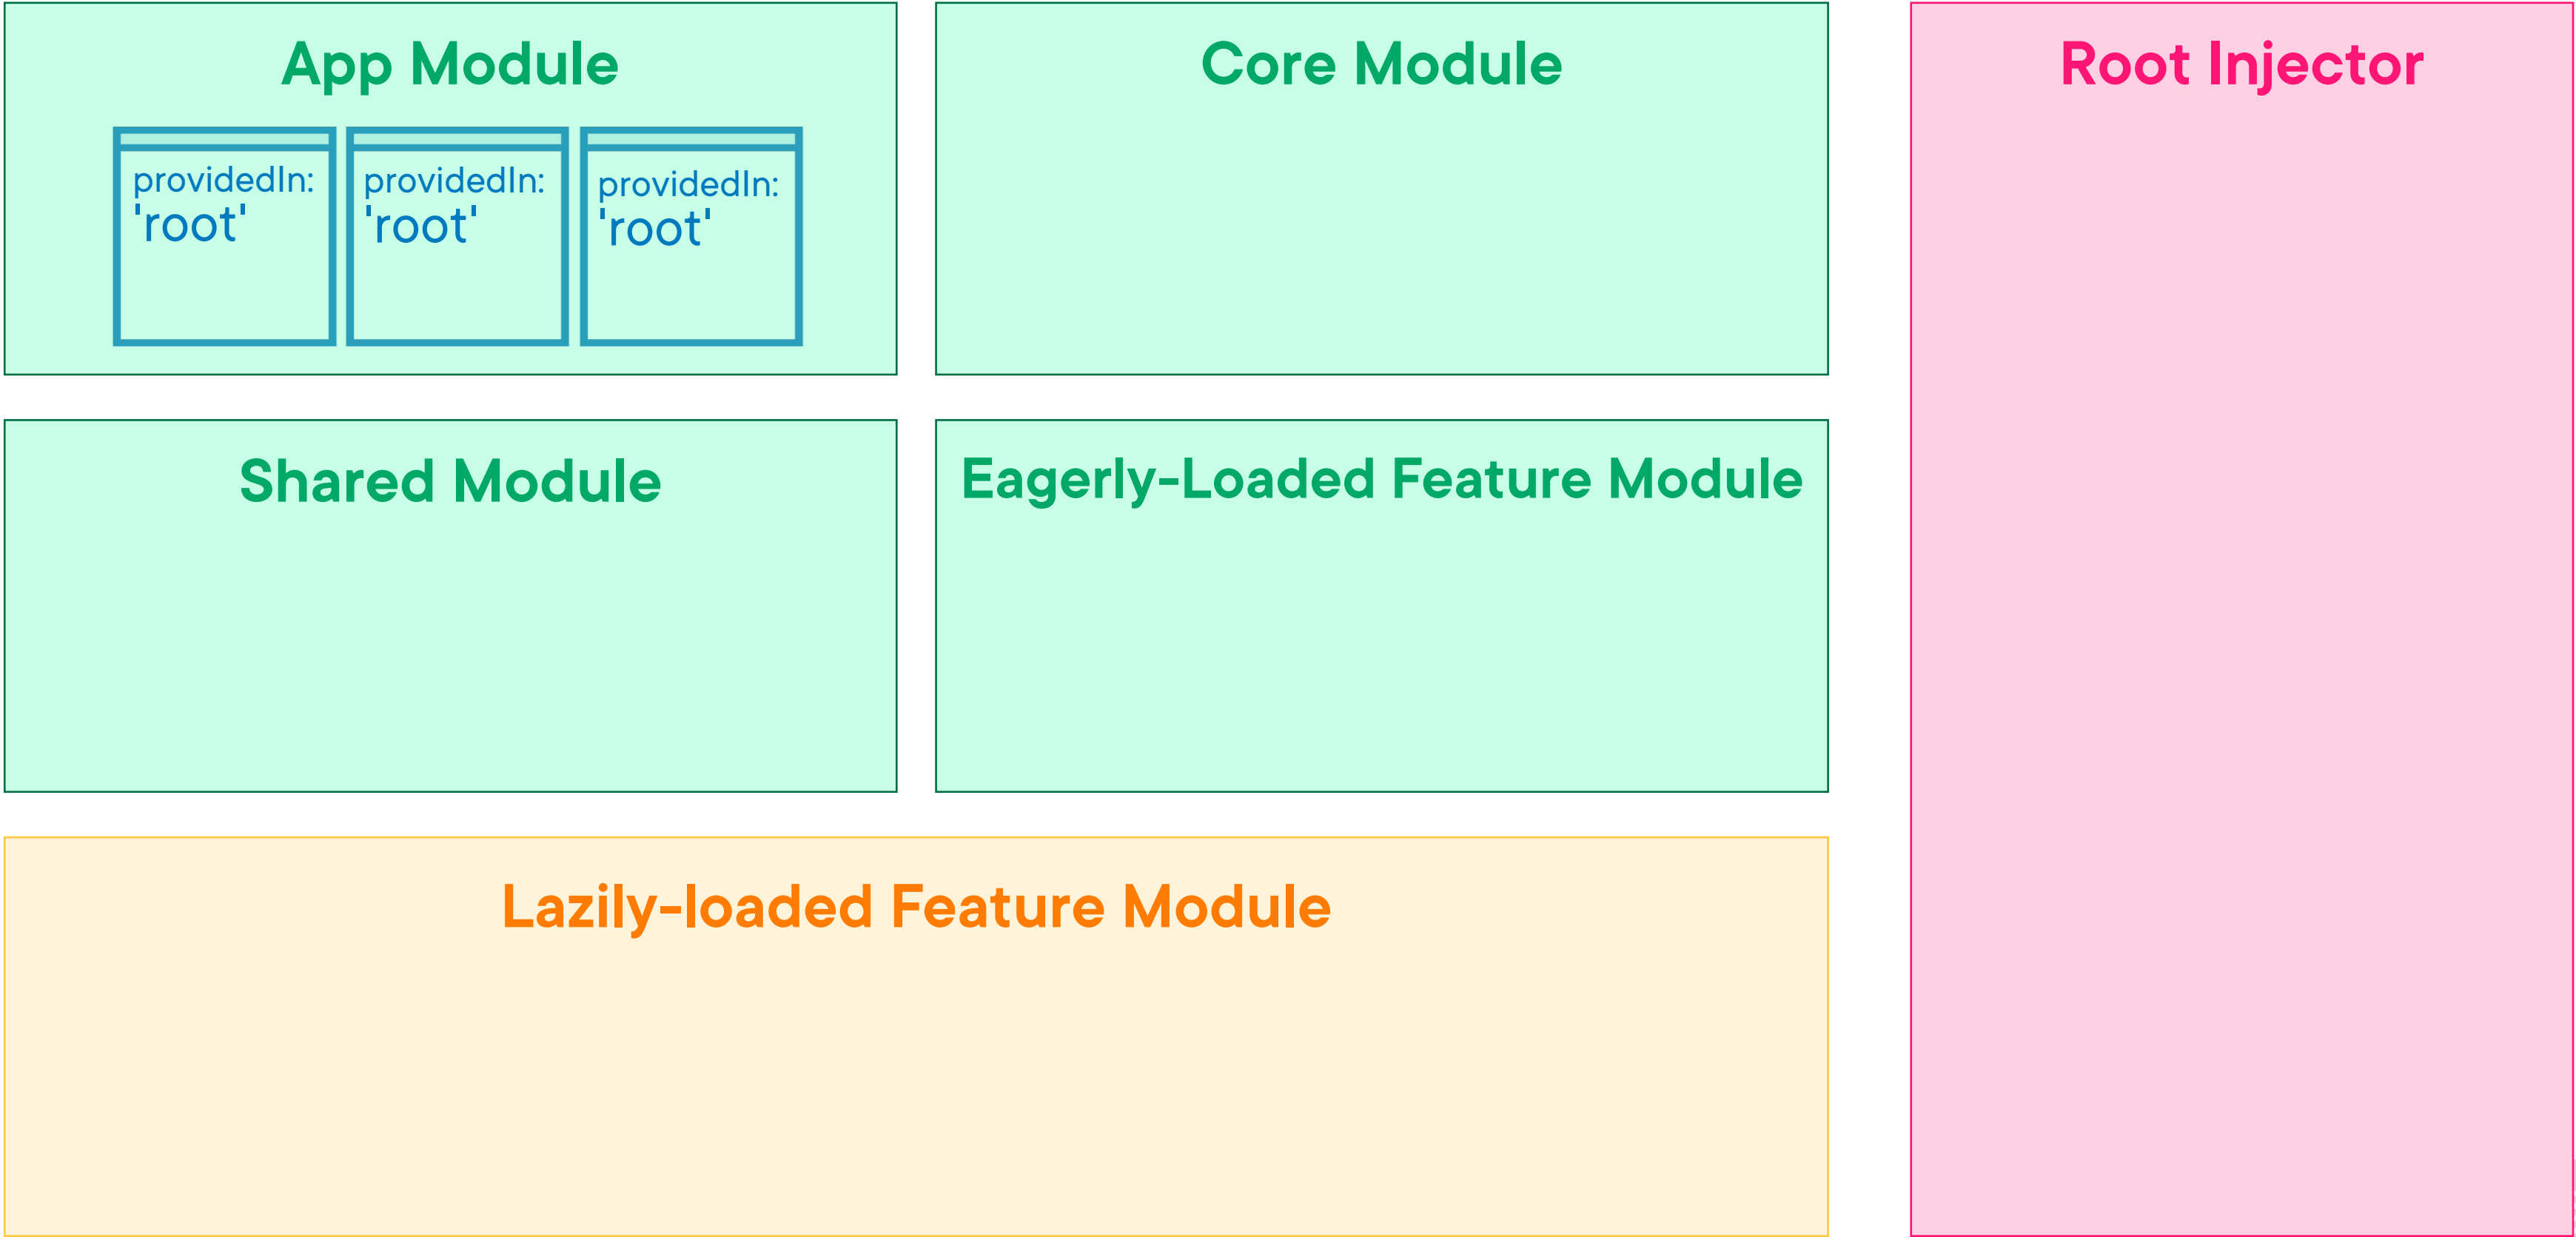 App Module
providedIn:
'root'
providedIn:
'root'
providedIn:
'root'
Core Module
Root Injector
Shared Module
Eagerly-Loaded Feature Module
Lazily-loaded Feature Module